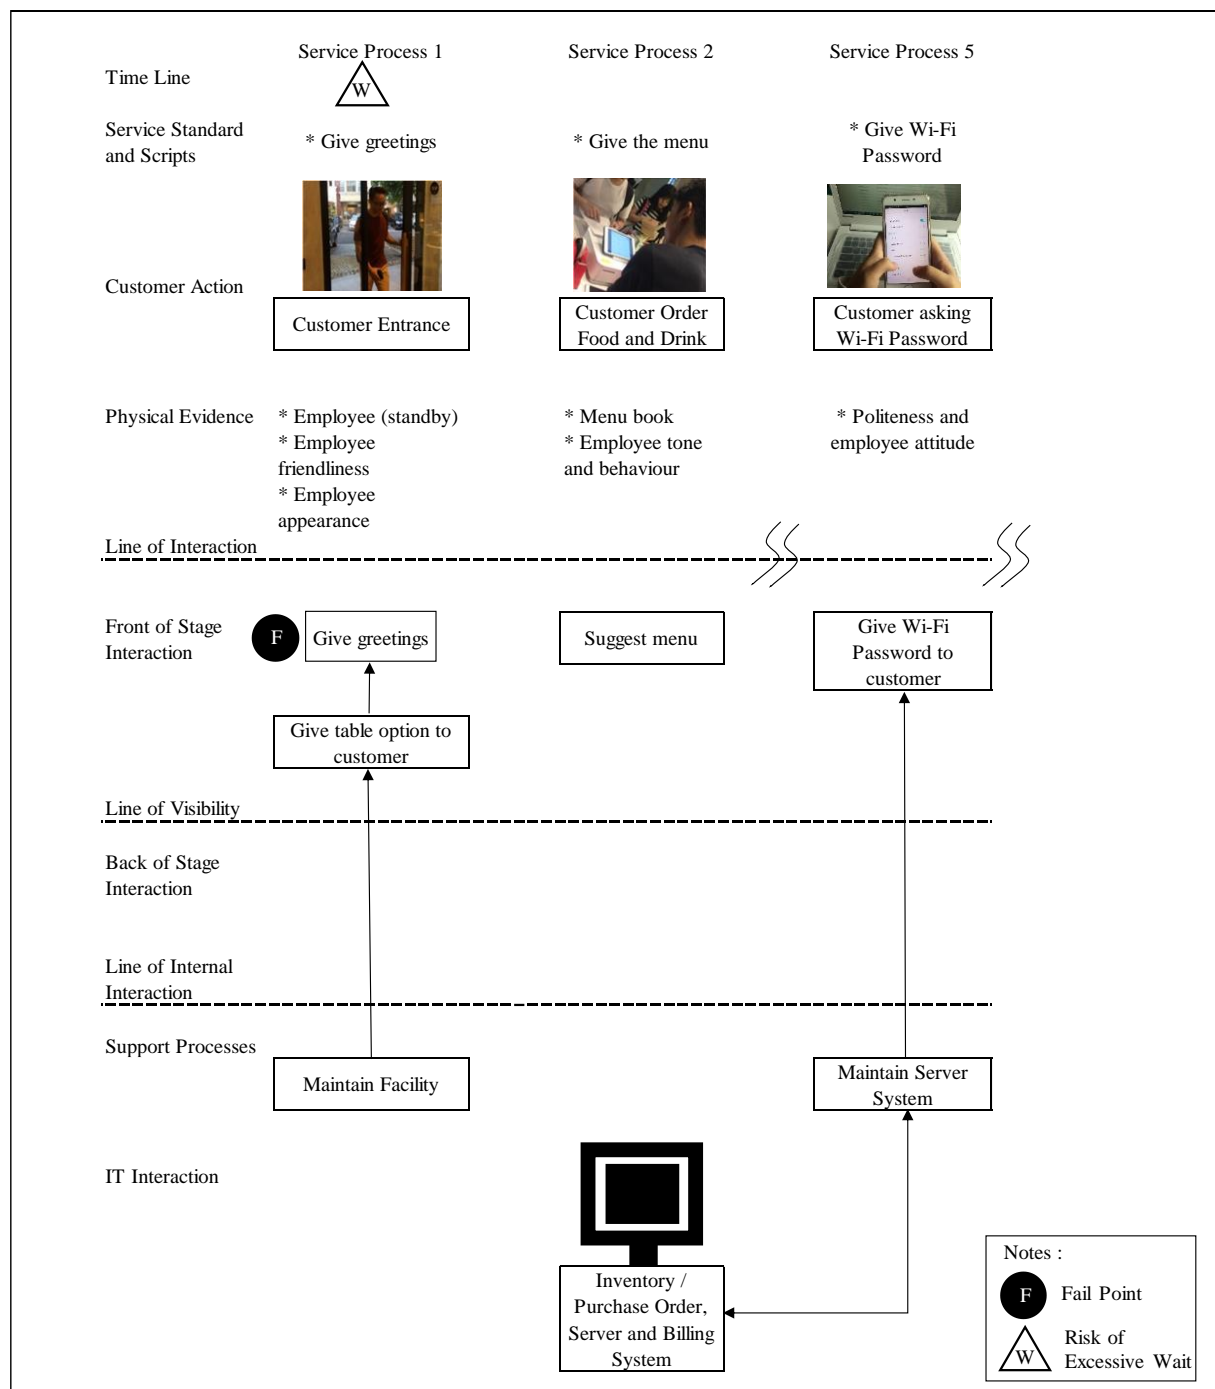 Service Process 1
Service Process 2
Service Process 5
Time Line
W
Service Standard
and Scripts
* Give greetings
* Give the menu
* Give Wi-Fi
Password
Customer Action
Customer Entrance
Customer Order
Food and Drink
Customer asking
Wi-Fi Password
Physical Evidence
* Employee (standby)
* Employee
friendliness
* Employee
appearance
* Menu book
* Employee tone
and behaviour
* Politeness and
employee attitude
Line of Interaction
Front of Stage
Interaction
F
Give greetings
Suggest menu
Give Wi-Fi
Password to
customer
Give table option to
customer
Line of Visibility
Back of Stage
Interaction
Line of Internal
Interaction
Support Processes
Maintain Facility
Maintain Server
System
IT Interaction
Inventory /
Purchase Order,
Server and Billing
System
Notes :
F
Fail Point
W
Risk of
Excessive Wait